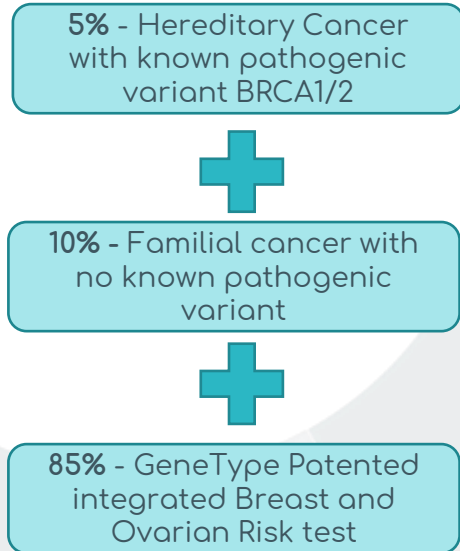 5% - Hereditary Cancer
with known pathogenic
variant BRCA1/2
10% - Familial cancer with
no known pathogenic
variant
85% - GeneType Patented
integrated Breast and
Ovarian Risk test